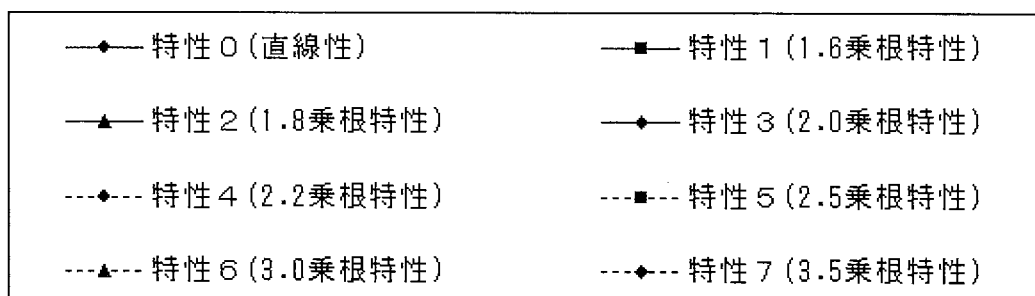 特性０(直線性)
特性１(1.6乗根特性)
特性２(1.8乗根特性)
特性３(2.0乗根特性)
特性４(2.2乗根特性)
特性５(2.5乗根特性)
特性６(3.0乗根特性)
特性７(3.5乗根特性)